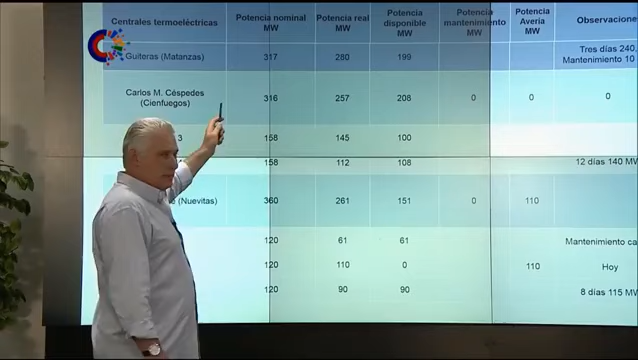 Centrales termoeléctricas Potencia nominal MW Potencia real MW Potencia disponible MW Potencia mantenimiento MW Potencia Avería MW Observacione
Guiteras (Matanzas) 317 280 199 Tres días 240.
Mantenimiento 10
Carlos M. Céspedes (Cienfuegos) 316 257 208 0 0 0
3 158 145 100
158 112 108 12 días 140 MW
(Nuevitas) 360 261 151 0 110
120 61 61 Mantenimiento ca
120 110 0 110 Hoy
120 90 90 8 días 115 MV